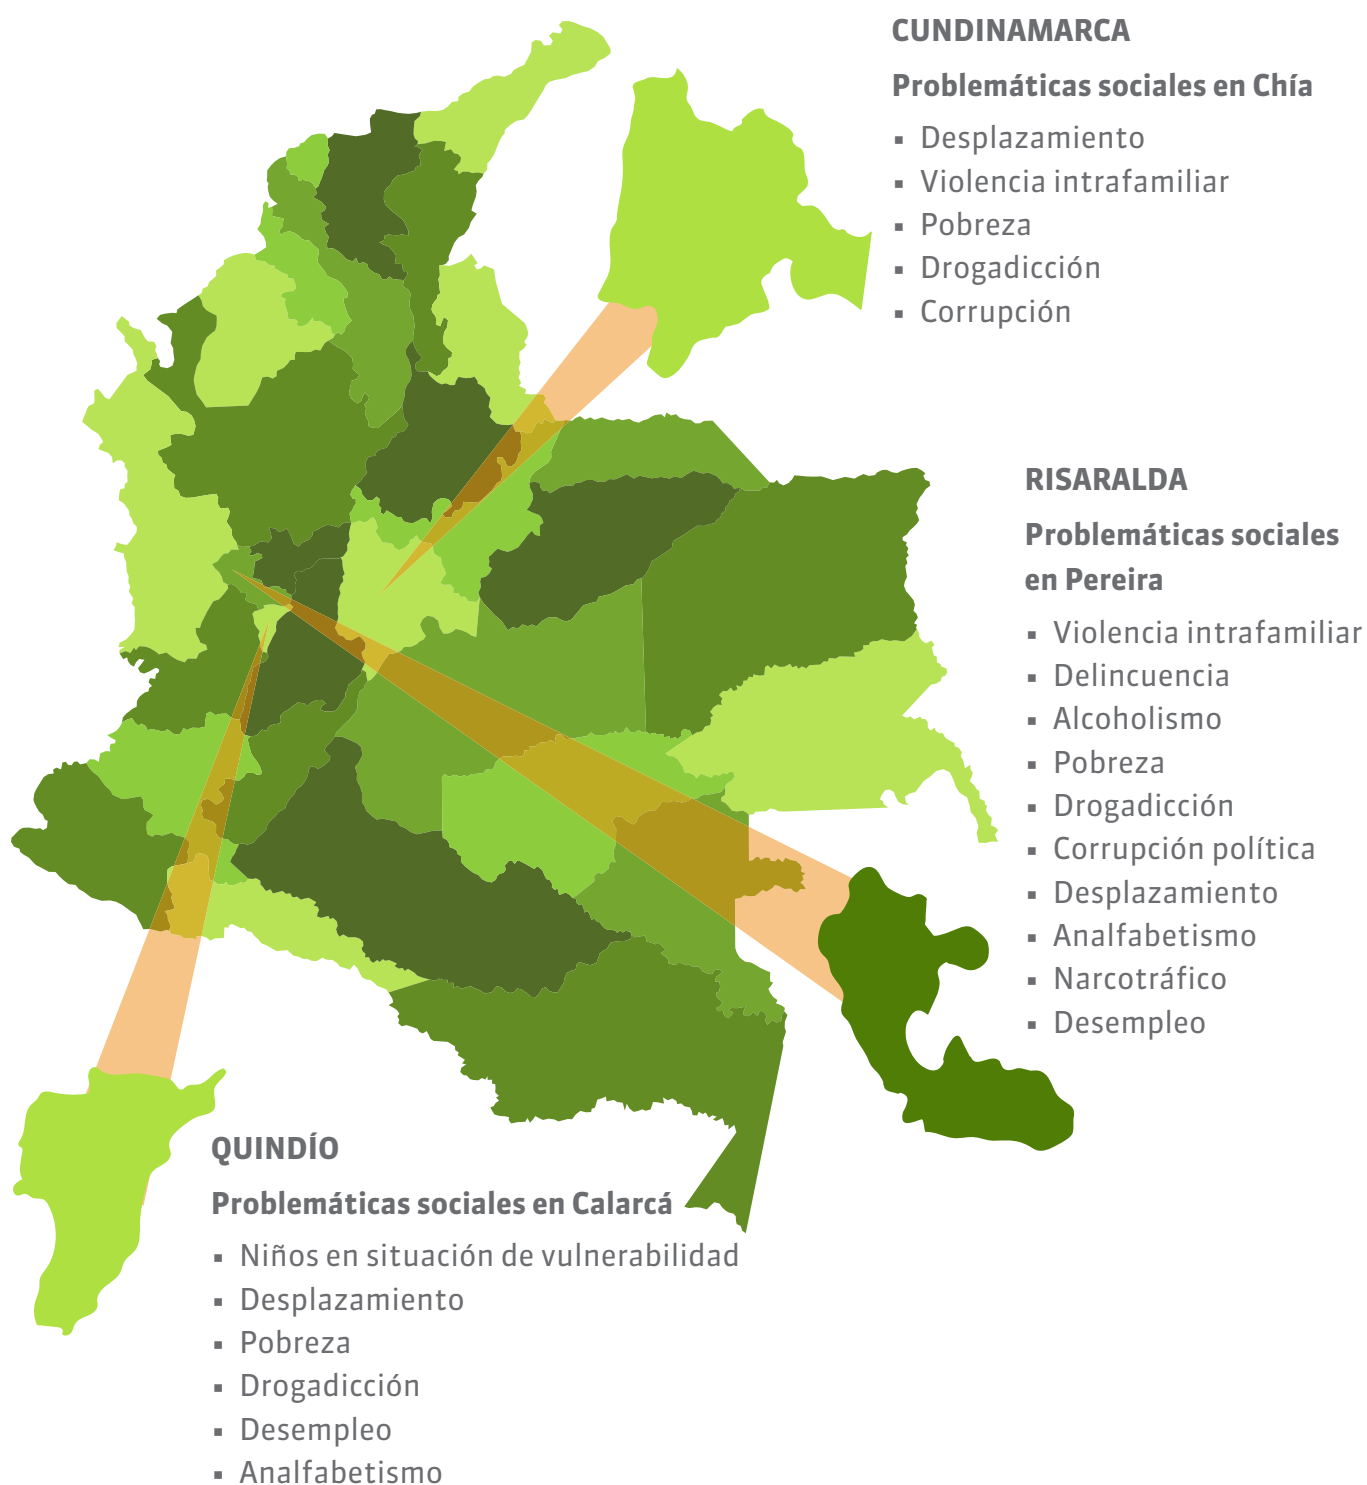 CUNDINAMARCA
Problemáticas sociales en Chía
▪ Desplazamiento
▪ Violencia intrafamiliar
▪ Pobreza
▪ Drogadicción
▪ Corrupción
RISARALDA
Problemáticas sociales
en Pereira
▪ Violencia intrafamiliar
▪ Delincuencia
▪ Alcoholismo
▪ Pobreza
▪ Drogadicción
▪ Corrupción política
▪ Desplazamiento
▪ Analfabetismo
▪ Narcotráfico
▪ Desempleo
QUINDÍO
Problemáticas sociales en Calarcá
▪ Niños en situación de vulnerabilidad
▪ Desplazamiento
▪ Pobreza
▪ Drogadicción
▪ Desempleo
▪ Analfabetismo